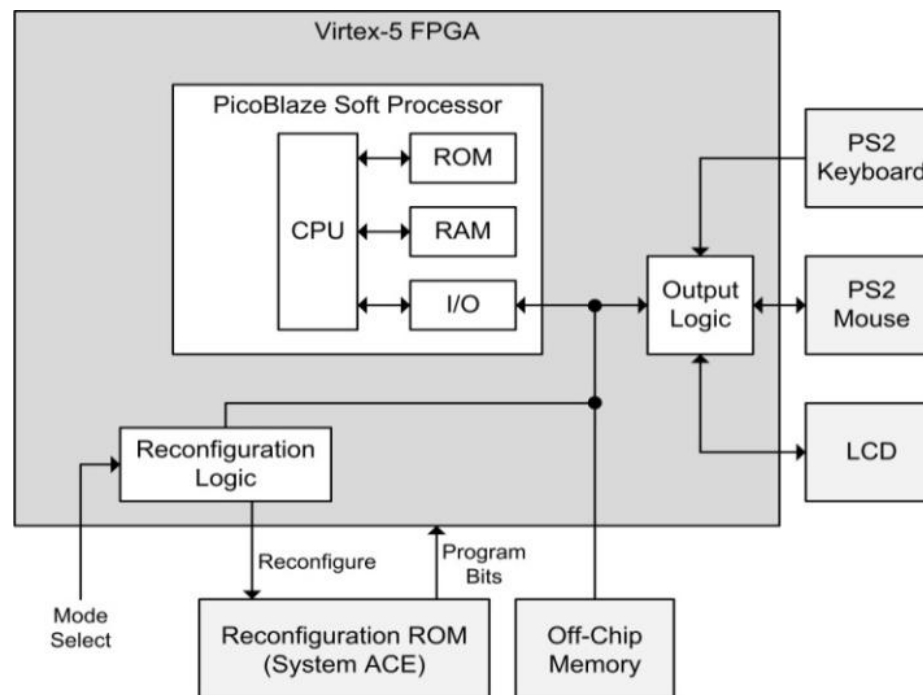 Virtex-5 FPGA
PicoBlaze Soft Processor
CPU
ROM
RAM
I/O
Output
Logic
PS2
Keyboard
PS2
Mouse
LCD
Reconfiguration
Logic
Mode
Select
Reconfigure
Program
Bits
Reconfiguration ROM
(System ACE)
Off-Chip
Memory